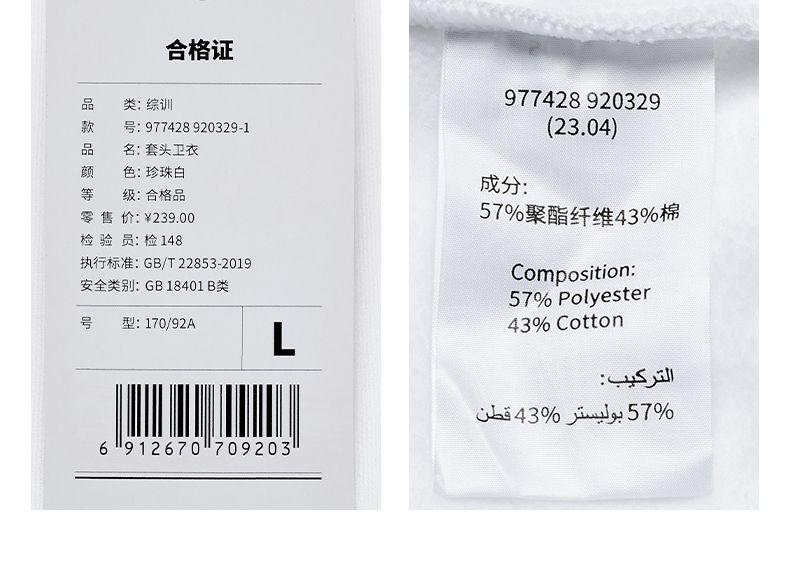 合格证
品 类: 综训
款 号: 977428 920329-1
品 名: 套头卫衣
颜 色: 珍珠白
等 级: 合格品
零 售 价: ¥239.00
检 验 员: 检 148
执行标准: GB/T 22853-2019
安全类别: GB 18401 B类
号 型: 170/92A
L
6 912670 709203
977428 920329
(23.04)
成分:
57%聚酯纤维43%棉
Composition:
57% Polyester
43% Cotton
التركيب:
57% بوليستر 43% قطن